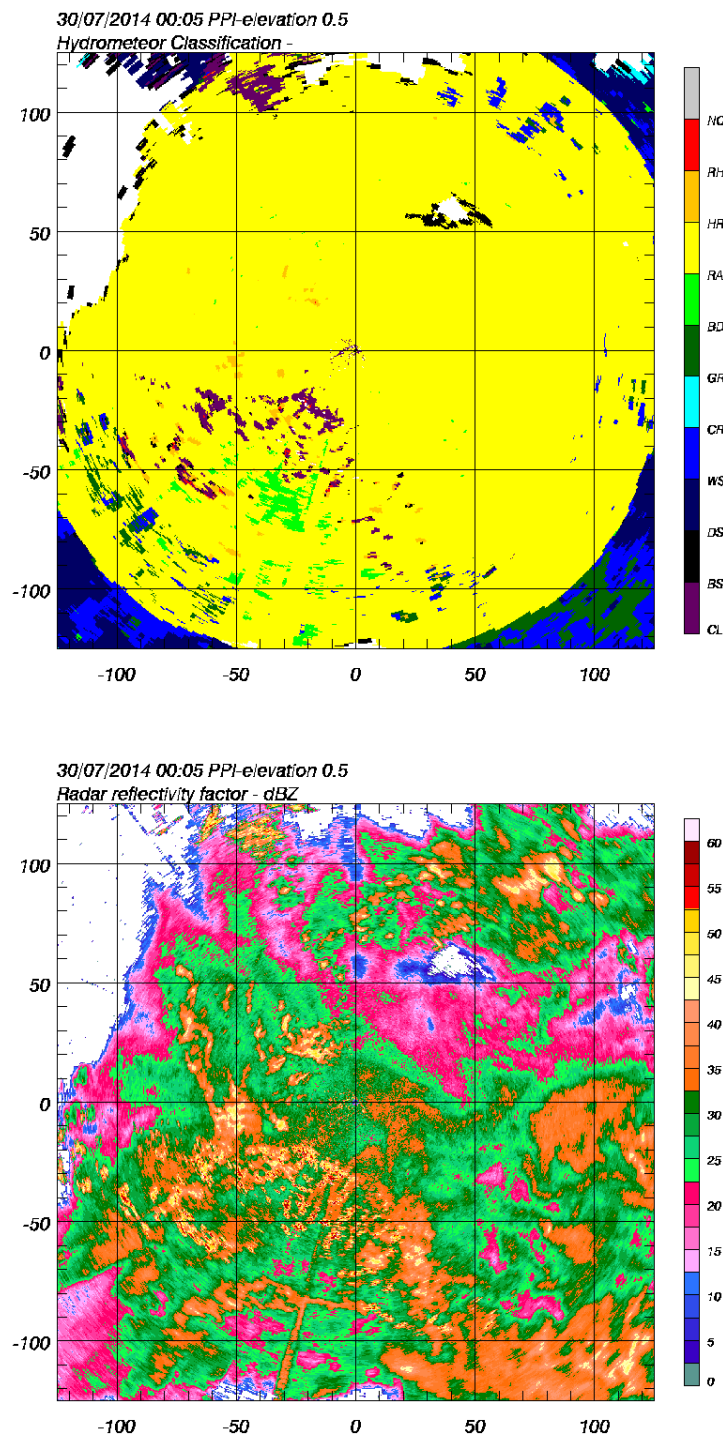 30/07/2014 00:05 PPI-elevation 0.5
Hydrometeor Classification -
100
50
0
-50
-100
-100 -50 0 50 100
NC
RH
HR
RA
BD
GR
CR
WS
DS
BS
CL
30/07/2014 00:05 PPI-elevation 0.5
Radar reflectivity factor - dBZ
100
50
0
-50
-100
-100 -50 0 50 100
60
55
50
45
40
35
30
25
20
15
10
5
0